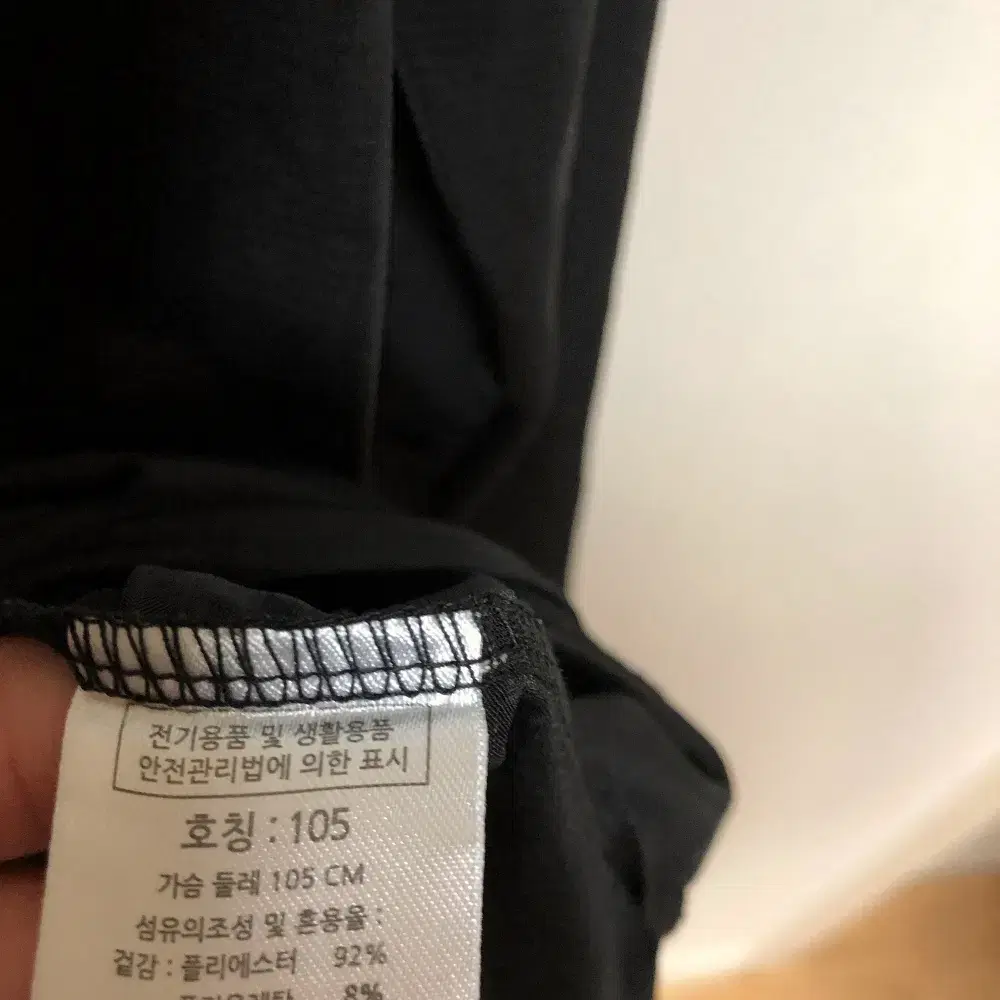 전기용품 및 생활용품
안전관리법에 의한 표시
호칭 : 105
가슴 둘레 105 CM
섬유의조성 및 혼용율 :
겉감 : 플리에스터 92%
8%